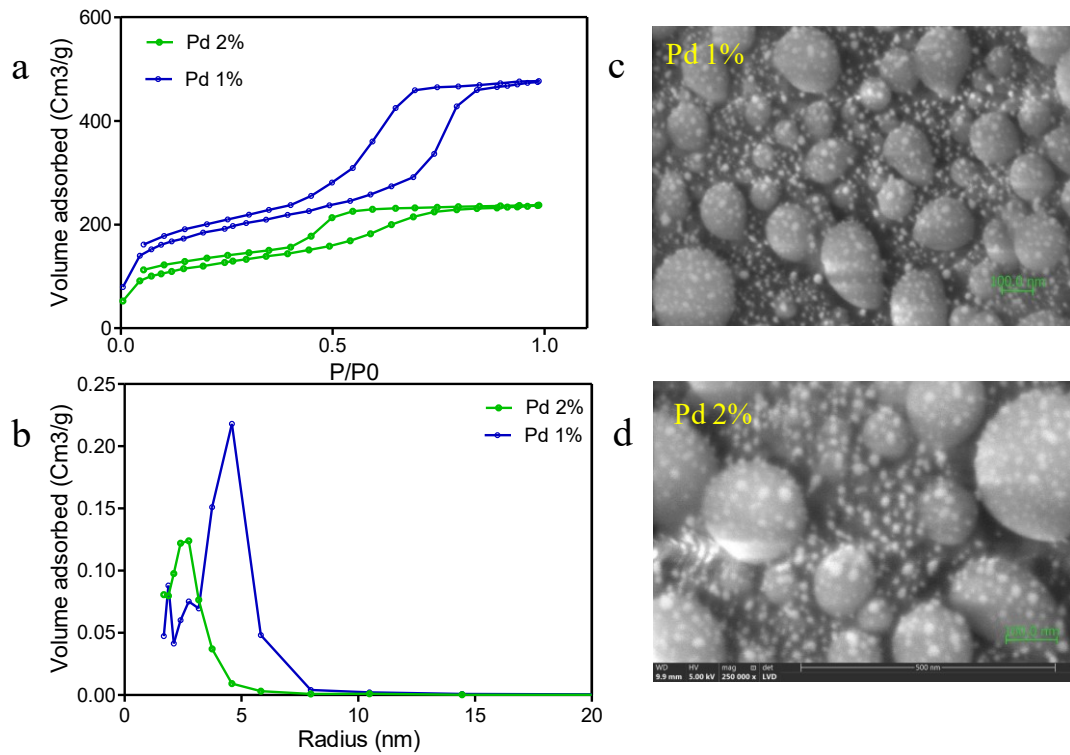 a
600
400
200
0
Volume adsorbed (Cm3/g)
Pd 2%
Pd 1%
0.0
0.5
1.0
P/P0
c
Pd 1%
b
0.25
0.20
0.15
0.10
0.05
0.00
Volume adsorbed (Cm3/g)
Pd 2%
Pd 1%
0
5
10
15
20
Radius (nm)
d
Pd 2%
WD
HV
mag
det
9.9 mm
5.00 kV
250 000 x
LVD
500 nm